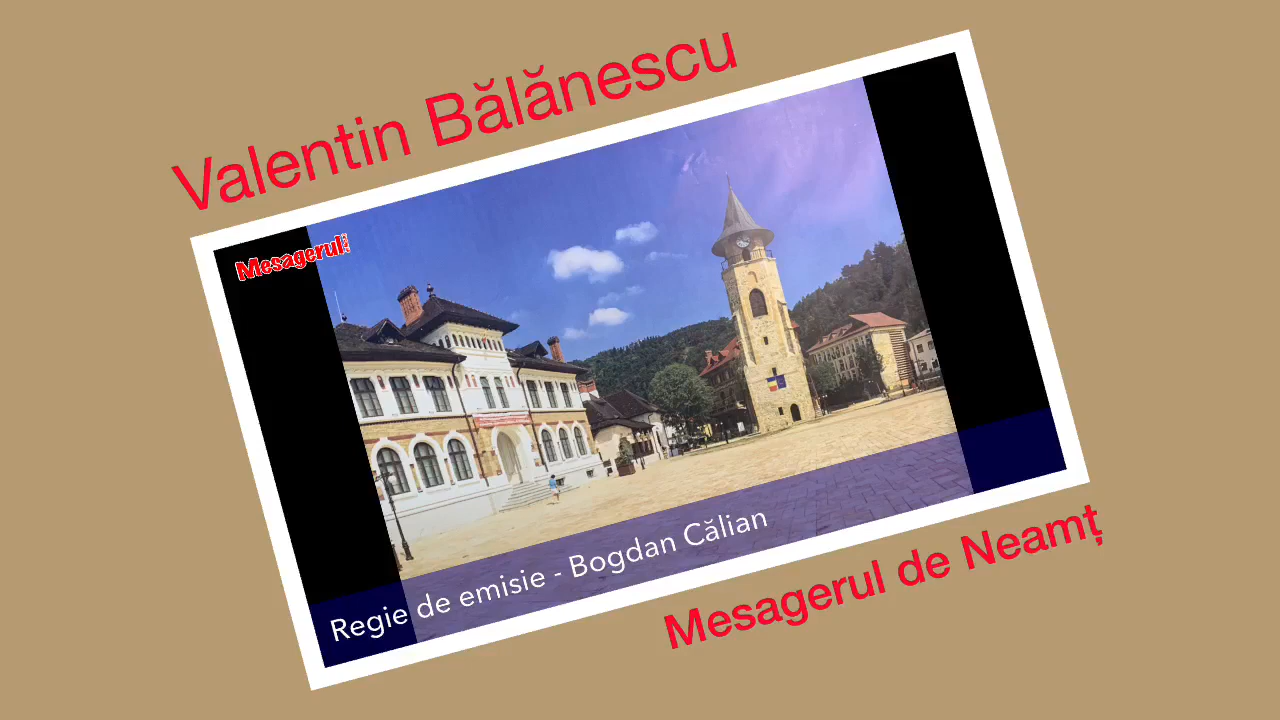 Valentin Bălănescu
Mesagerul
Regie de emisie - Bogdan Călian
Mesagerul de Neamț